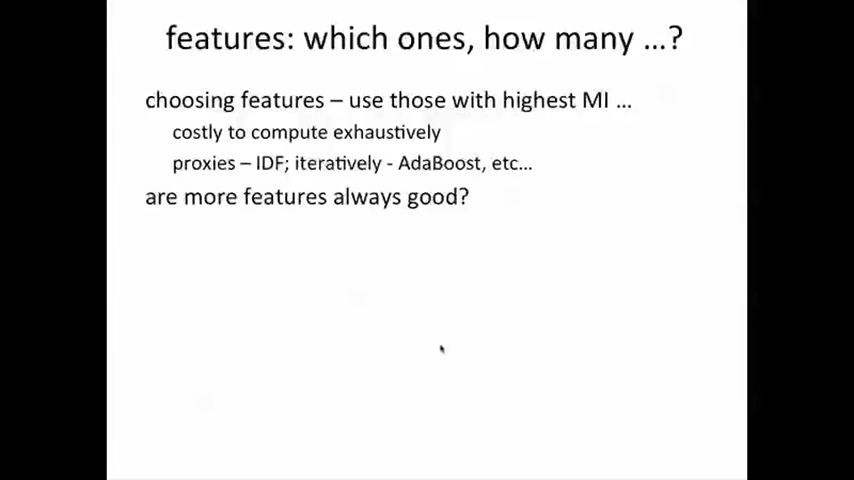 features: which ones, how many ...?
choosing features – use those with highest MI ...
costly to compute exhaustively
proxies – IDF; iteratively - AdaBoost, etc...
are more features always good?